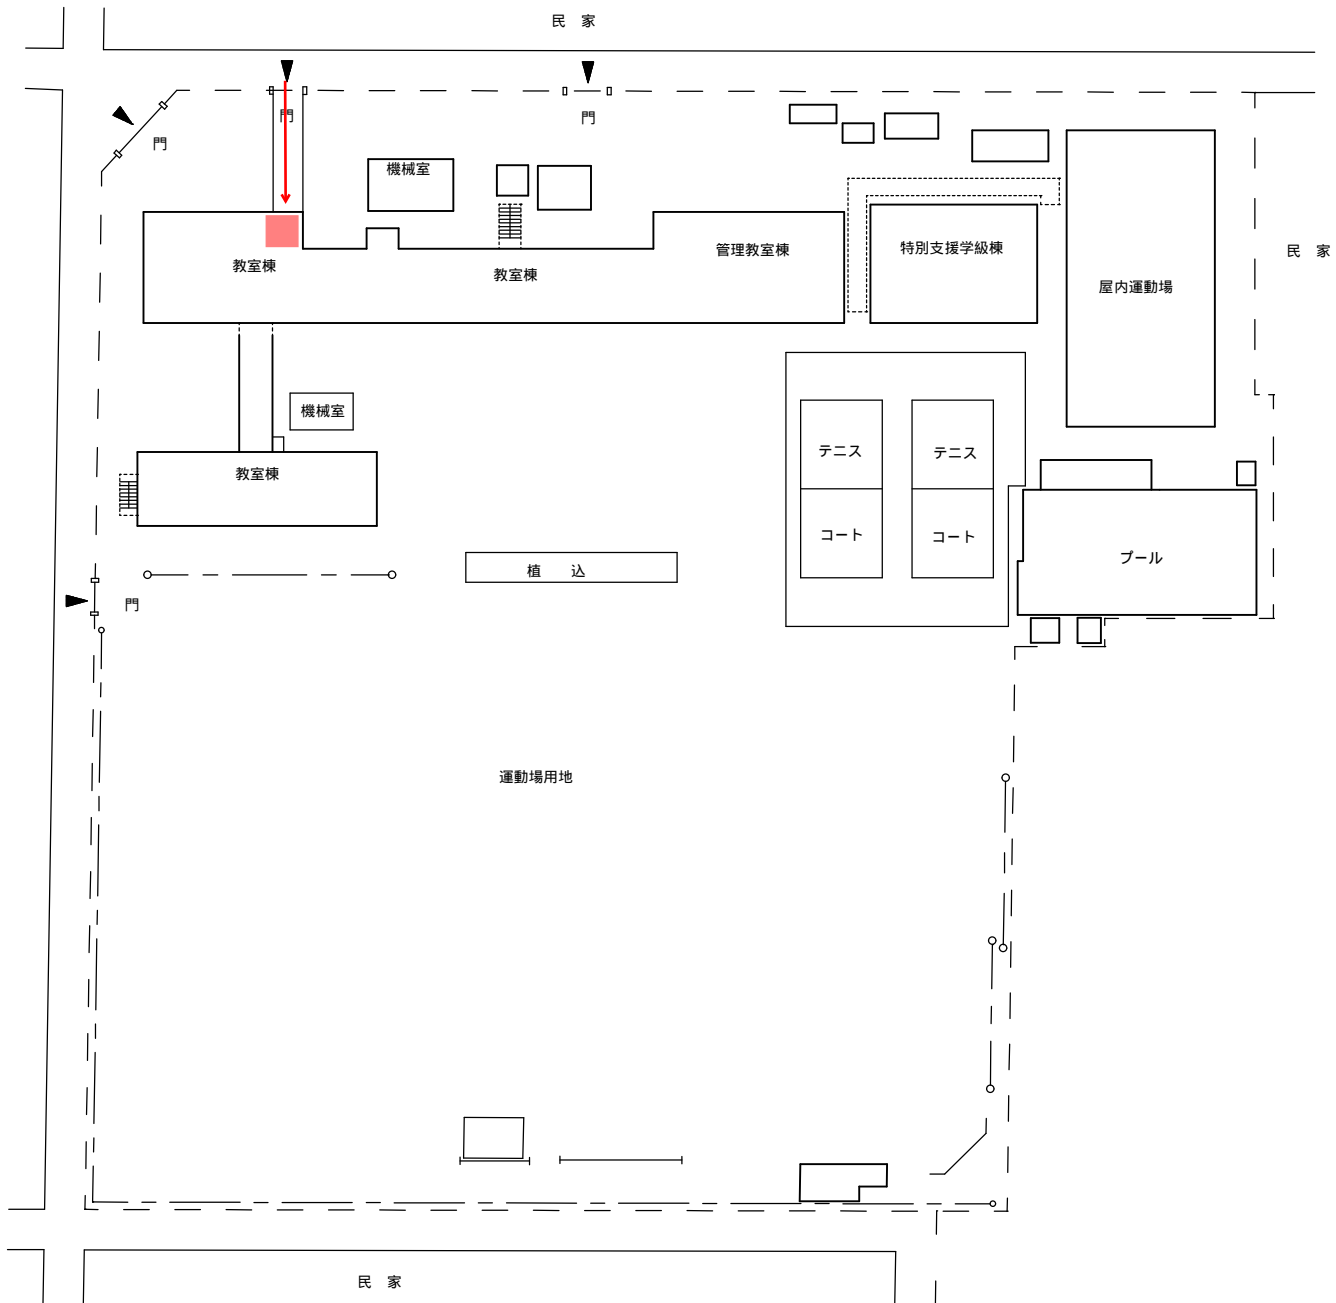 民　家
門
門
門
機械室
教室棟
教室棟
管理教室棟
特別支援学級棟
屋内運動場
民　家
機械室
教室棟
テニス
コート
テニス
コート
プール
植　込
門
運動場用地
民　家